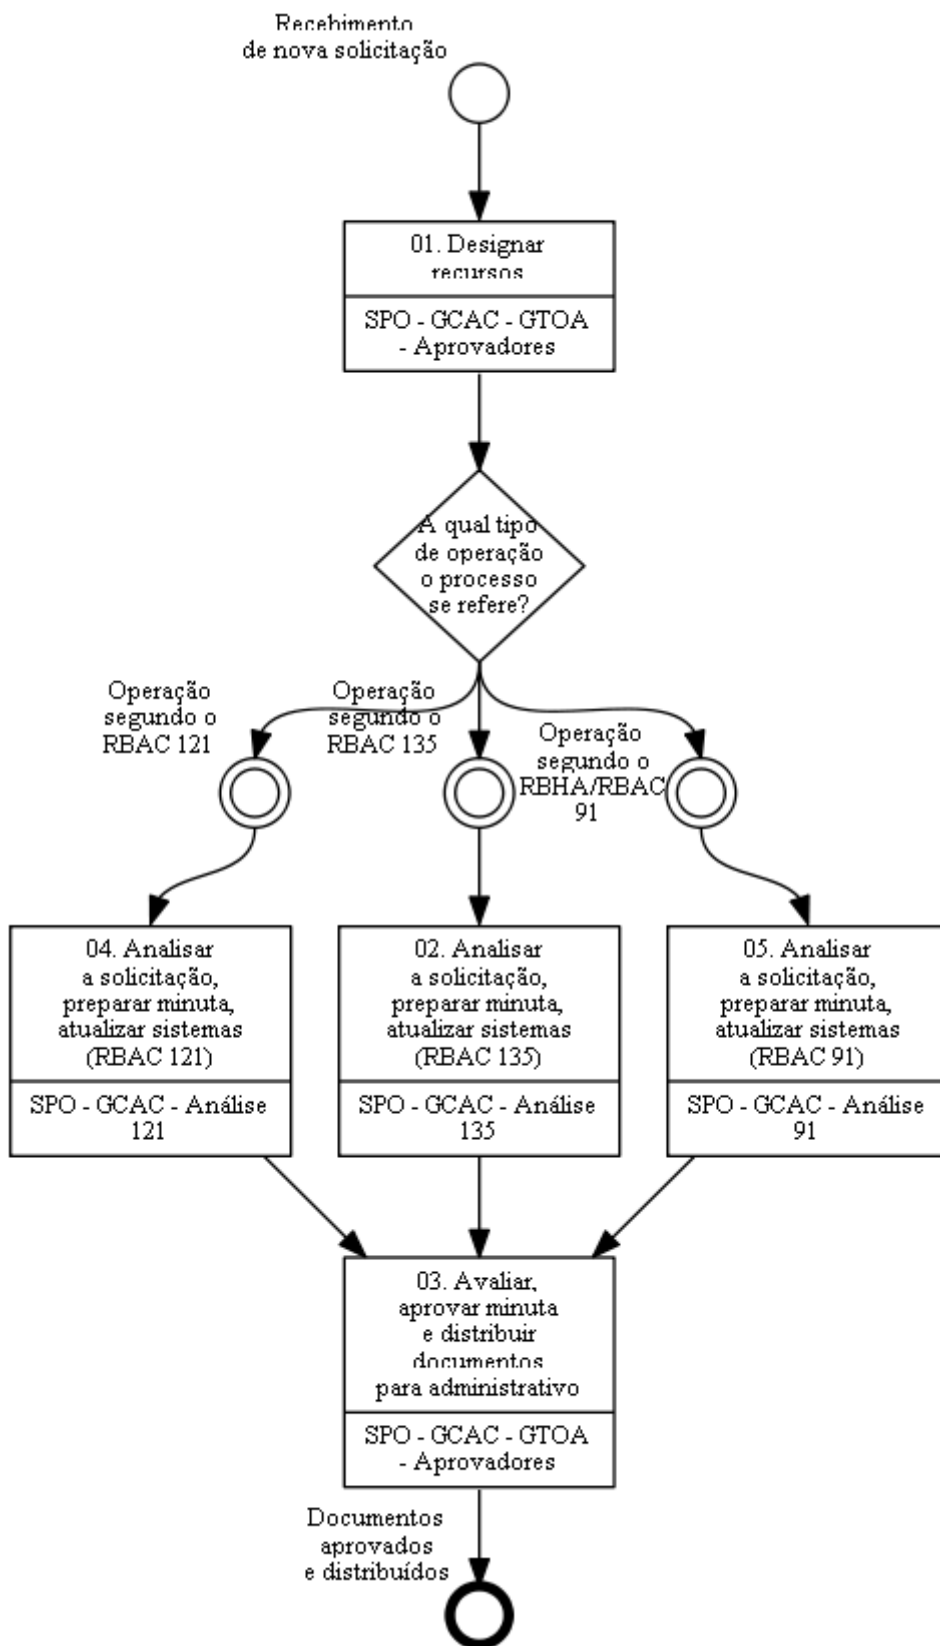 Recebimento
de nova solicitação
01. Designar
recursos
SPO - GCAC - GTOA
- Aprovadores
A qual tipo
de operação
o processo
se refere?
Operação
segundo o
RBAC 121
Operação
segundo o
RBAC 135
Operação
segundo o
RBHA/RBAC
91
04. Analisar
a solicitação,
preparar minuta,
atualizar sistemas
(RBAC 121)
SPO - GCAC - Análise
121
02. Analisar
a solicitação,
preparar minuta,
atualizar sistemas
(RBAC 135)
SPO - GCAC - Análise
135
05. Analisar
a solicitação,
preparar minuta,
atualizar sistemas
(RBAC 91)
SPO - GCAC - Análise
91
03. Avaliar,
aprovar minuta
e distribuir
documentos
para administrativo
SPO - GCAC - GTOA
- Aprovadores
Documentos
aprovados
e distribuídos